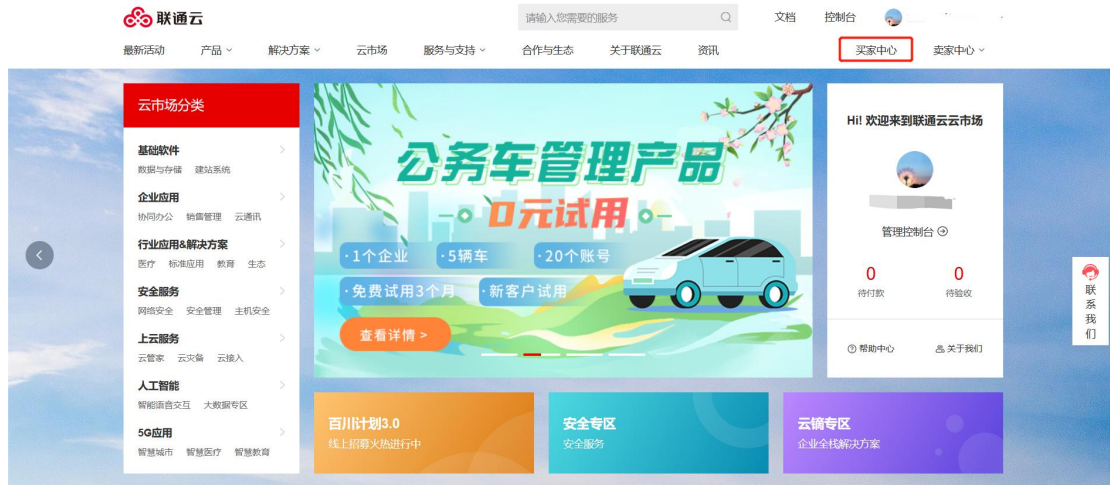 联通云
请输入您需要的服务
文档 控制台
最新活动 产品 解决方案 云市场 服务与支持 合作与生态 关于联通云 资讯 买家中心 卖家中心
云市场分类
基础软件
数据与存储 建站系统
企业应用
协同办公 销售管理 云通讯
行业应用&解决方案
医疗 标准应用 教育 生态
安全服务
网络安全 安全管理 主机安全
上云服务
云管家 云灾备 云接入
人工智能
智能语音交互 大数据专区
5G应用
智慧城市 智慧医疗 智慧教育
公务车管理产品
0元试用
·1个企业 ·5辆车 ·20个账号
·免费试用3个月 ·新客户试用
查看详情 >
Hi! 欢迎来到联通云云市场
管理控制台
0 0
待付款 待验收
帮助中心 关于我们
联系我们
百川计划3.0
线上招募火热进行中
安全专区
安全服务
云镝专区
企业全栈解决方案